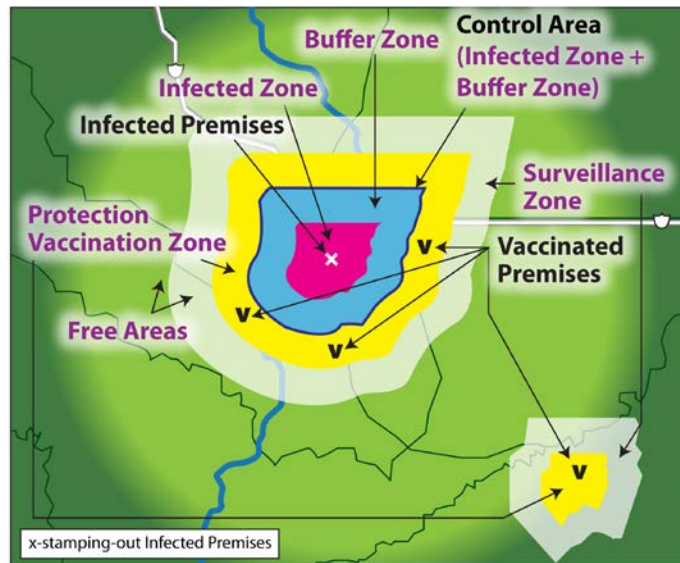 Buffer Zone
Control Area
(Infected Zone +
Buffer Zone)
Infected Zone
Infected Premises
Surveillance
Zone
Protection
Vaccination Zone
v
Vaccinated
Premises
x
v
v
Free Areas
v
x-stamping-out Infected Premises